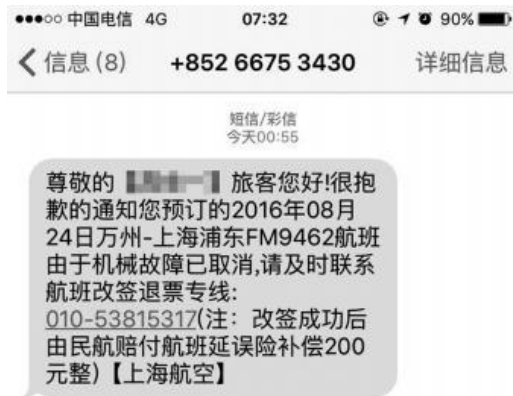 中国电信 4G 07:32 90%
信息 (8) +852 6675 3430 详细信息
短信/彩信
今天00:55
尊敬的 旅客您好!很抱
歉的通知您预订的2016年08月
24日万州-上海浦东FM9462航班
由于机械故障已取消,请及时联系
航班改签退票专线:
010-53815317(注：改签成功后
由民航赔付航班延误险补偿200
元整)【上海航空】